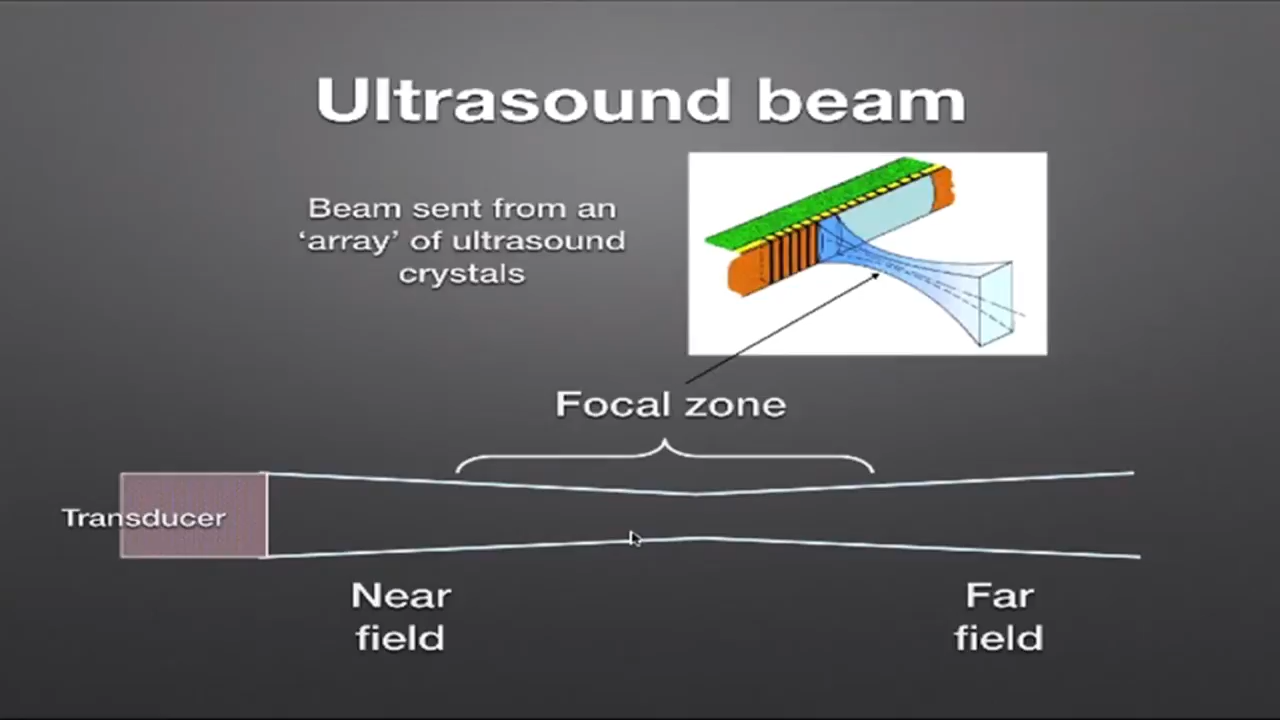 Ultrasound beam
Beam sent from an
‘array’ of ultrasound
crystals
Focal zone
Transducer
Near
field
Far
field